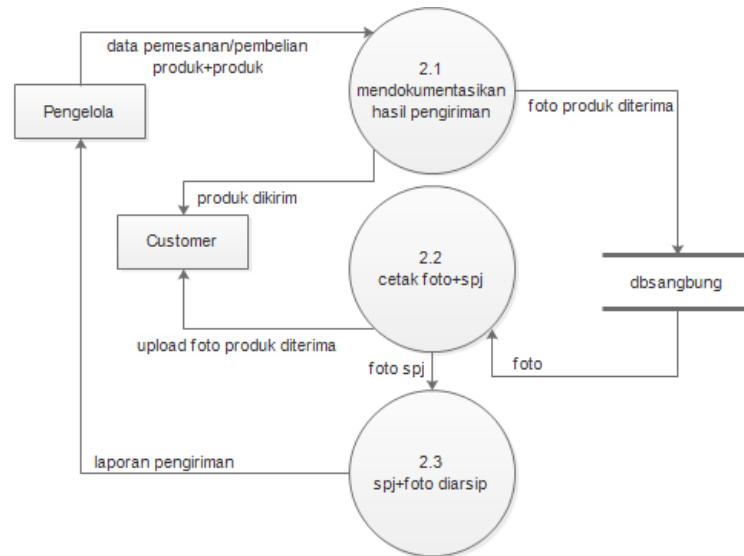 data pemesanan/pembelian
produk+produk
2.1
mendokumentasikan
hasil pengiriman
foto produk diterima
Pengelola
produk dikirim
Customer
2.2
cetak foto+spj
dbsangbung
upload foto produk diterima
foto spj
foto
laporan pengiriman
2.3
spj+foto diarsip